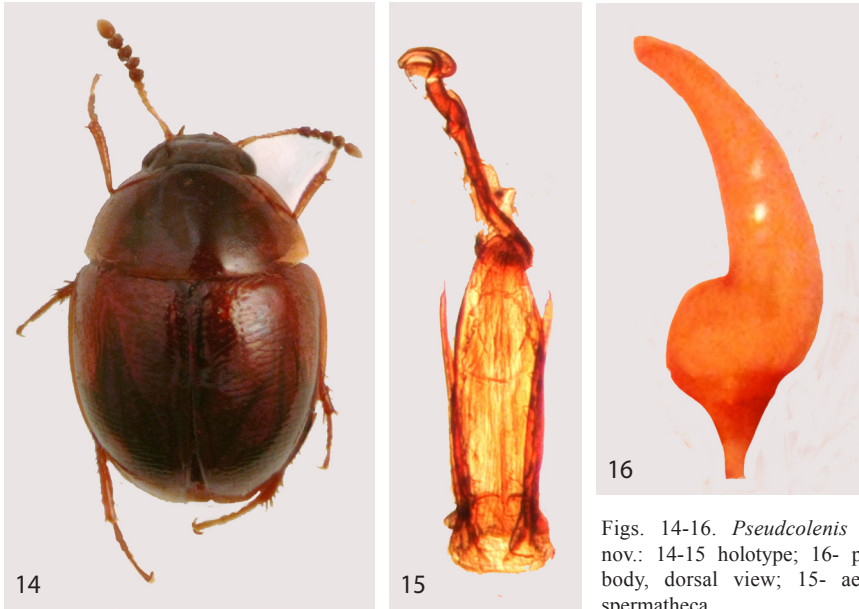 14
15
16
Figs. 14-16. Pseudcolenis
nov.: 14-15 holotype; 16- p
body, dorsal view; 15- ae
spermatheca